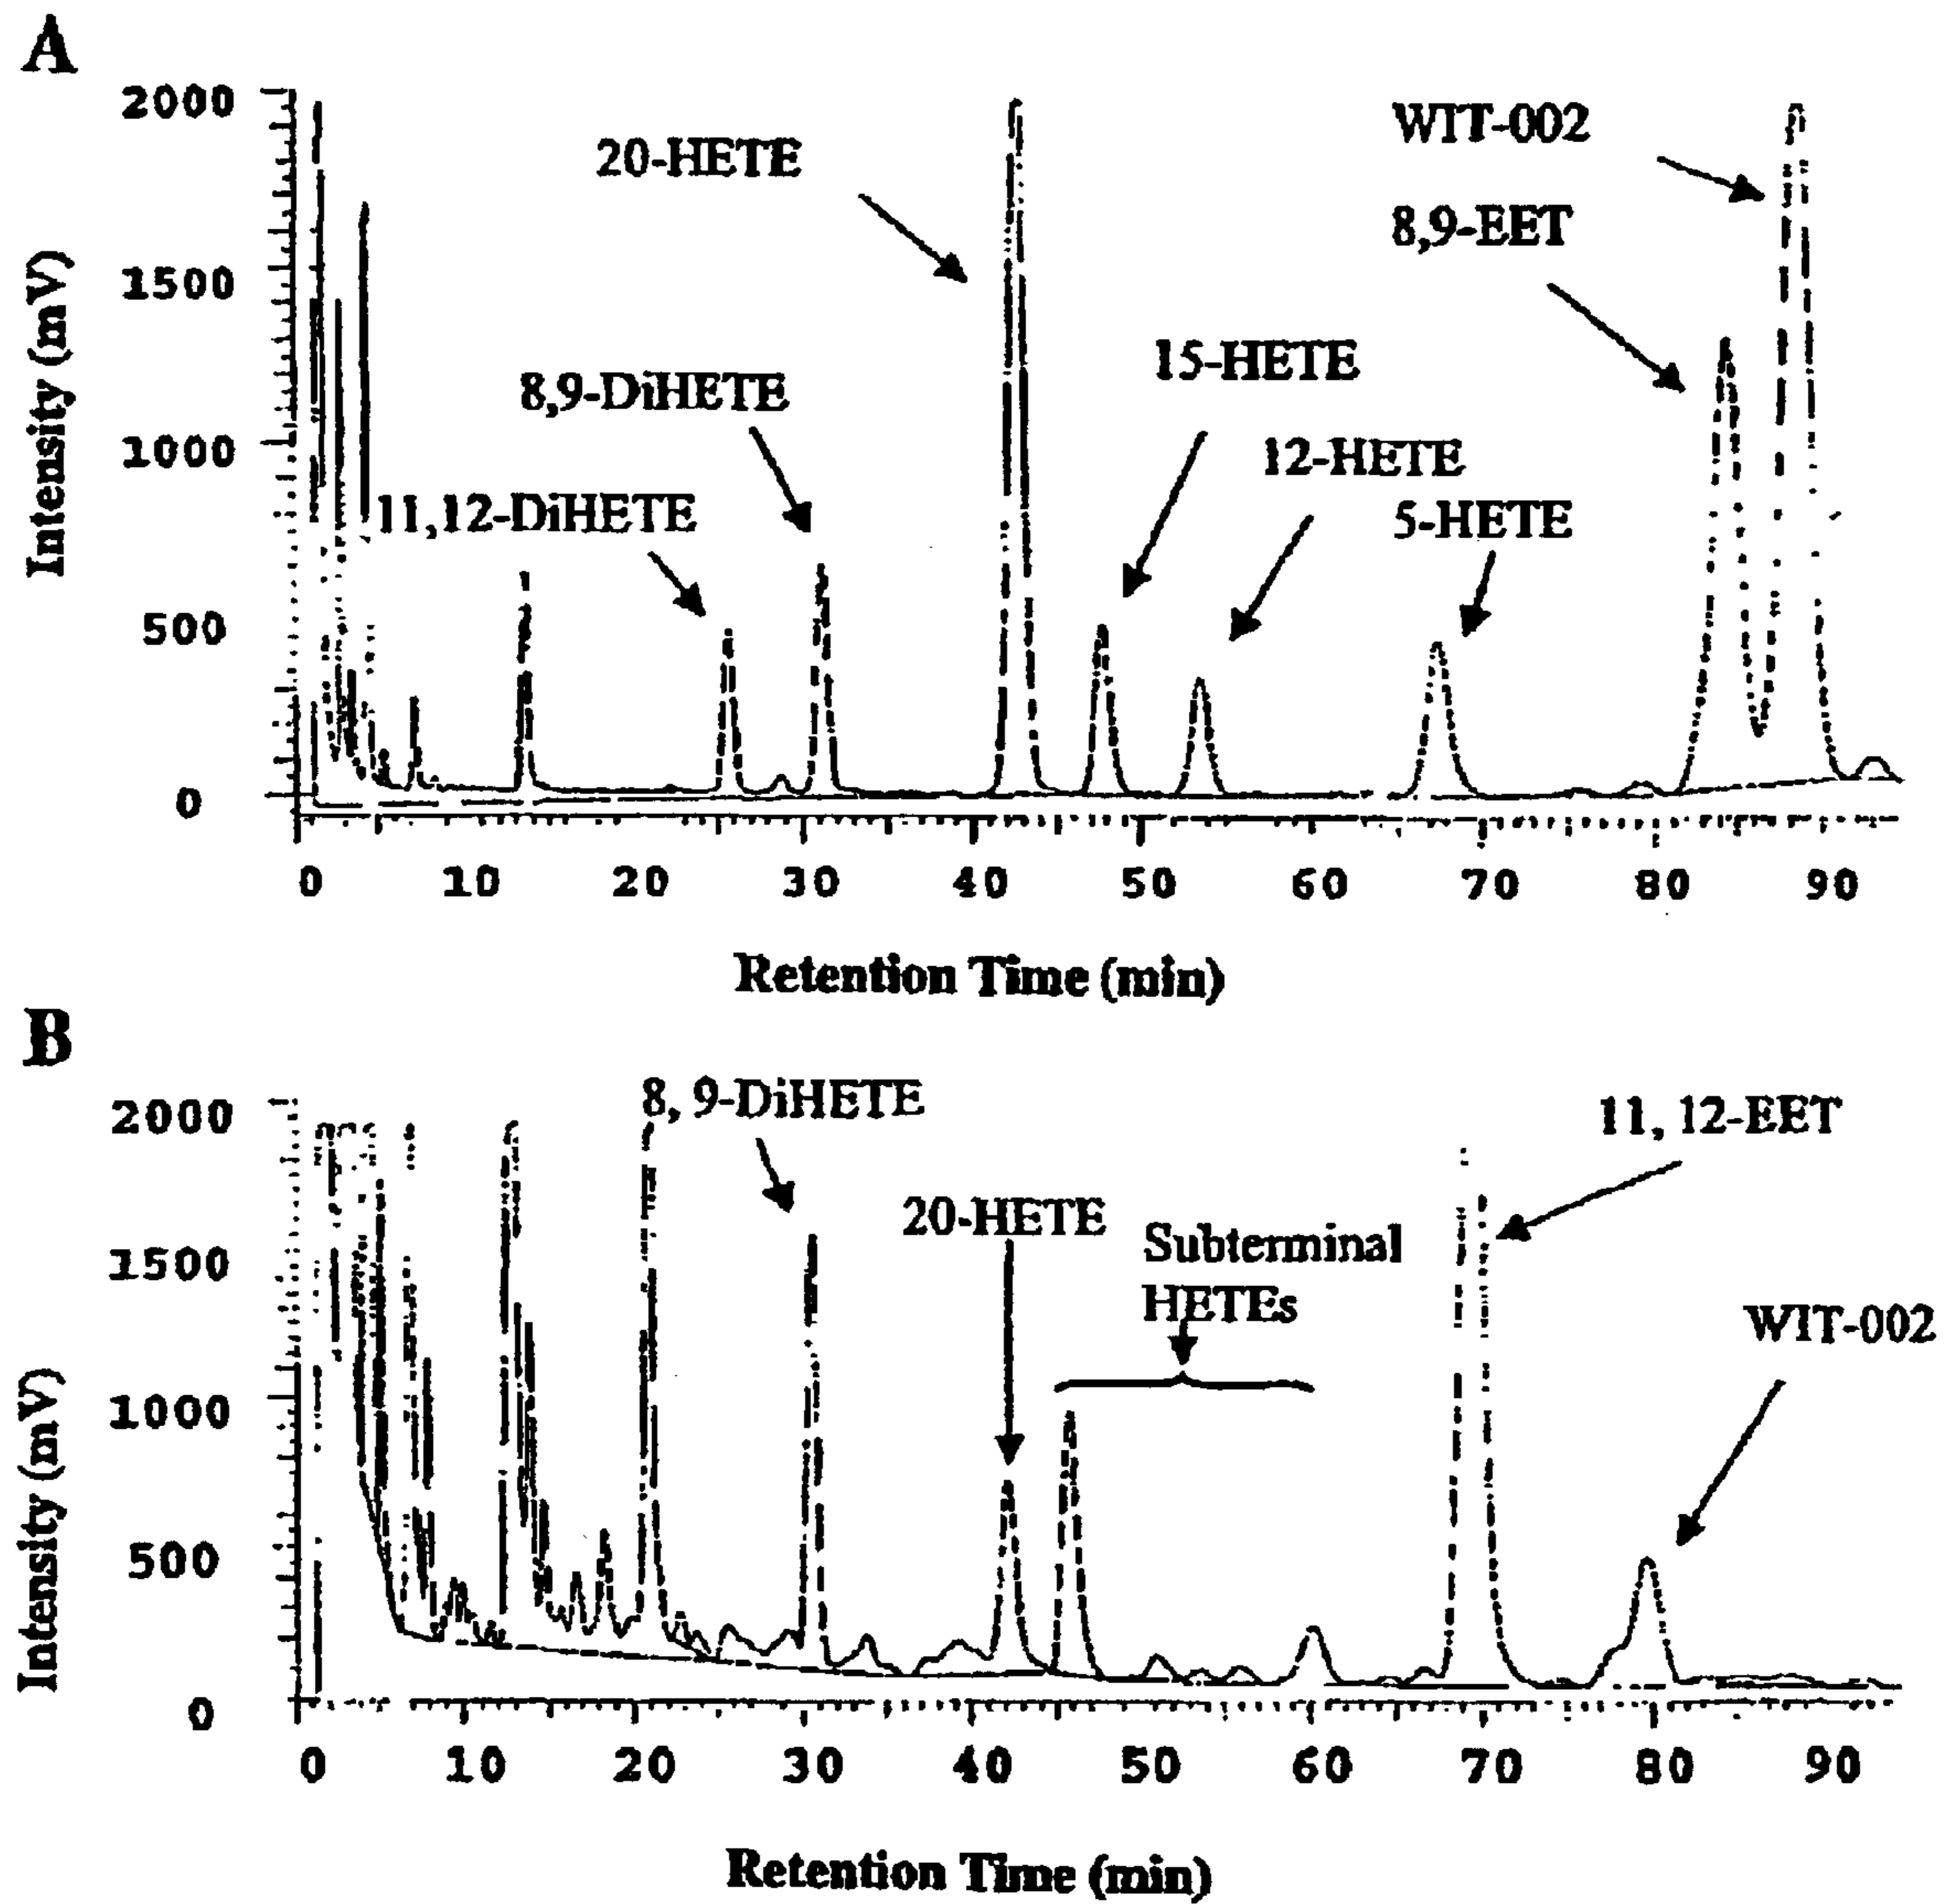 A
2000
20-HETE
WIT-002
8,9-EET
1500
15-HETE
8,9-DiHETE
1000
12-HETE
11,12-DiHETE
5-HETE
500
0
Intensity (mV)
0 10 20 30 40 50 60 70 80 90
Retention Time (min)
B
8, 9-DiHETE
2000
11, 12-EET
20-HETE
Subterminal
HETEs
1500
WIT-002
1000
500
0
Intensity (mV)
0 10 20 30 40 50 60 70 80 90
Retention Time (min)